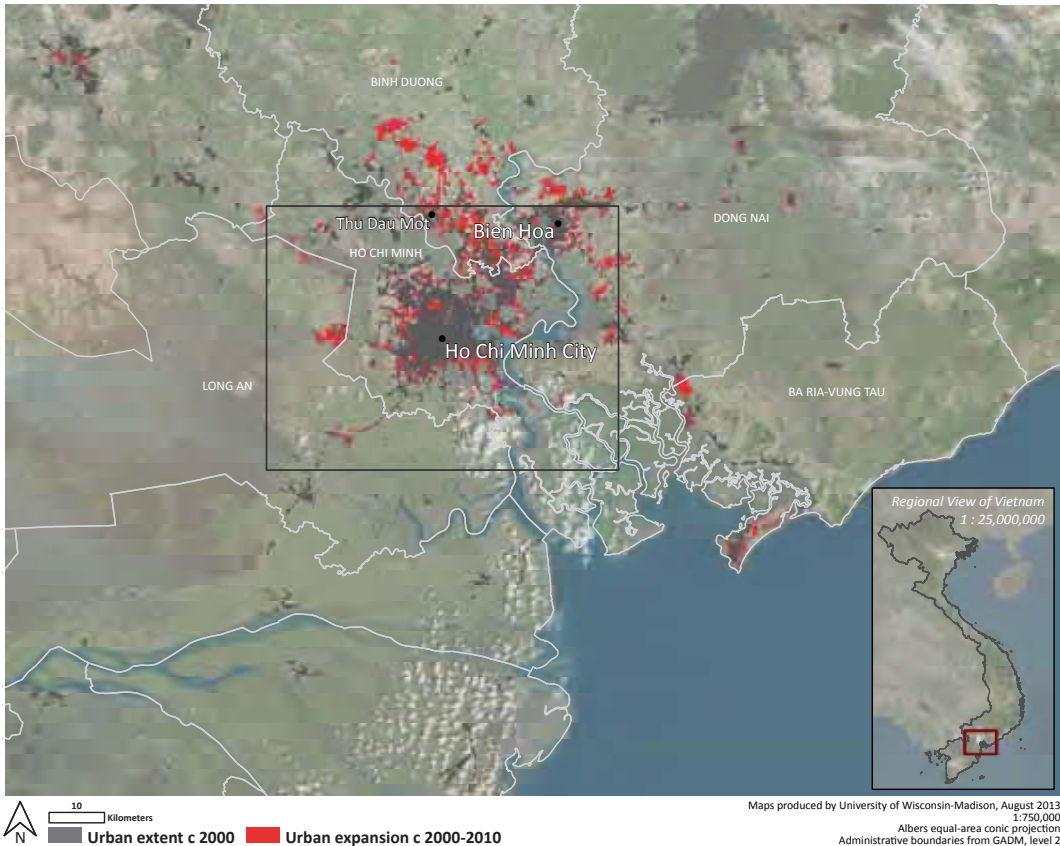 BINH DUONG
Thu Dau Mot
Bien Hoa
DONG NAI
HO CHI MINH
Ho Chi Minh City
LONG AN
BA RIA-VUNG TAU
Regional View of Vietnam
1 : 25,000,000
10
Kilometers
N
Urban extent c 2000
Urban expansion c 2000-2010
Maps produced by University of Wisconsin-Madison, August 2013
1:750,000
Albers equal-area conic projection
Administrative boundaries from GADM, level 2